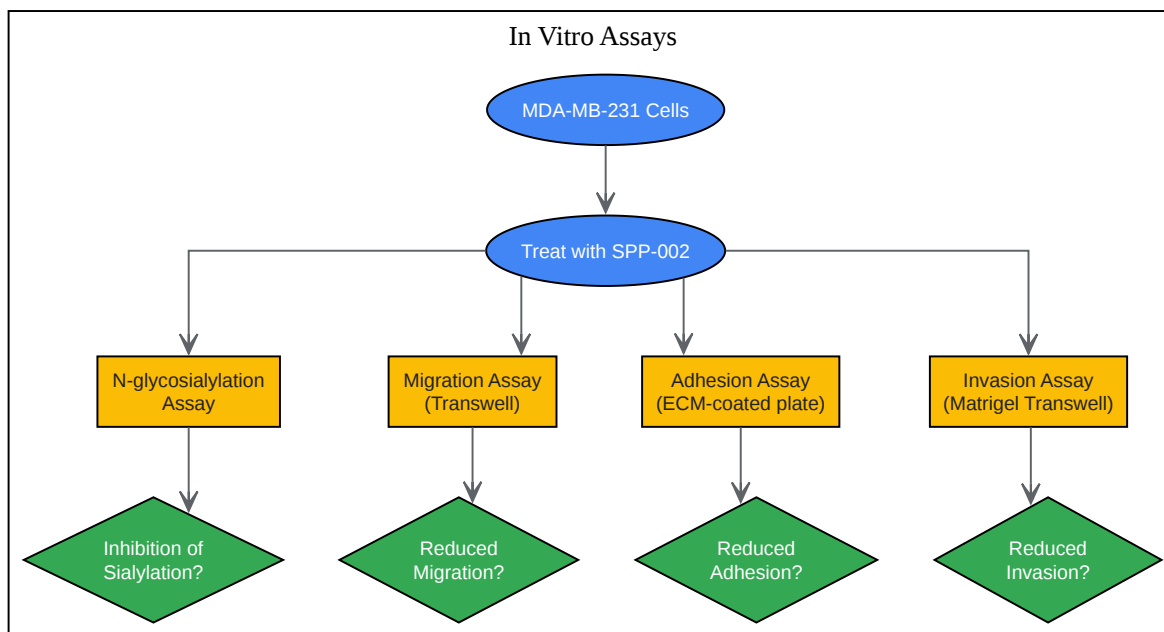 In Vitro Assays
MDA-MB-231 Cells
Treat with SPP-002
N-glycosialylation
Assay
Migration Assay
(Transwell)
Adhesion Assay
(ECM-coated plate)
Invasion Assay
(Matrigel Transwell)
Inhibition of
Sialylation?
Reduced
Migration?
Reduced
Adhesion?
Reduced
Invasion?